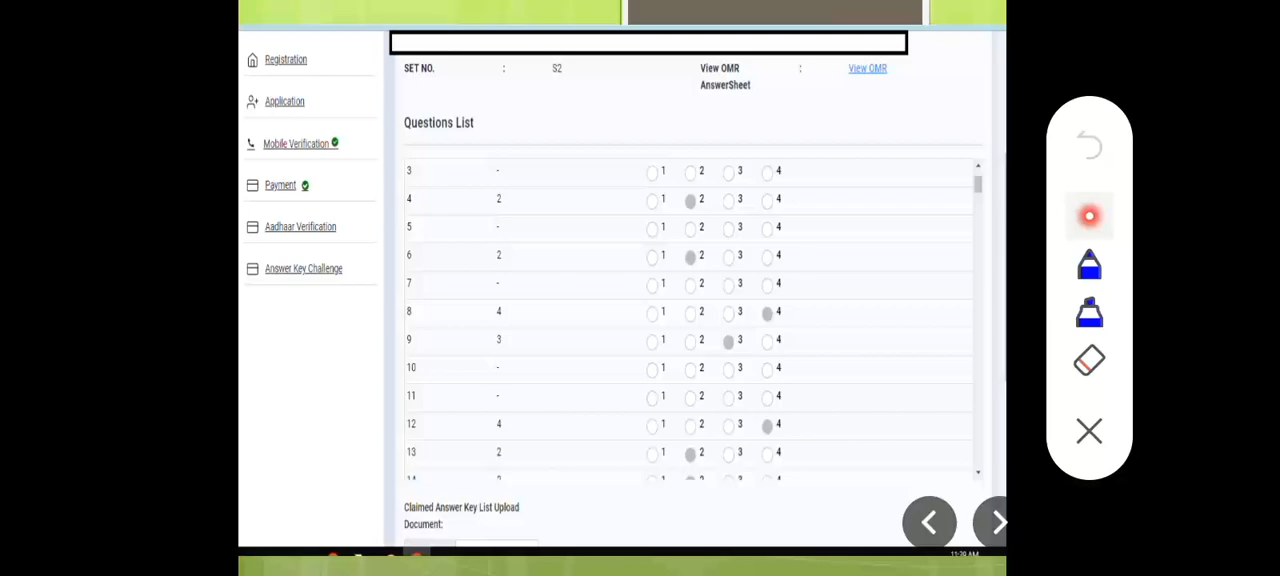 Registration
Application
Mobile Verification
Payment
Aadhaar Verification
Answer Key Challenge
SET NO. : S2 View OMR : View OMR
AnswerSheet
Questions List
3 - 1 2 3 4
4 2 1 2 3 4
5 - 1 2 3 4
6 2 1 2 3 4
7 - 1 2 3 4
8 4 1 2 3 4
9 3 1 2 3 4
10 - 1 2 3 4
11 - 1 2 3 4
12 4 1 2 3 4
13 2 1 2 3 4
Claimed Answer Key List Upload
Document: